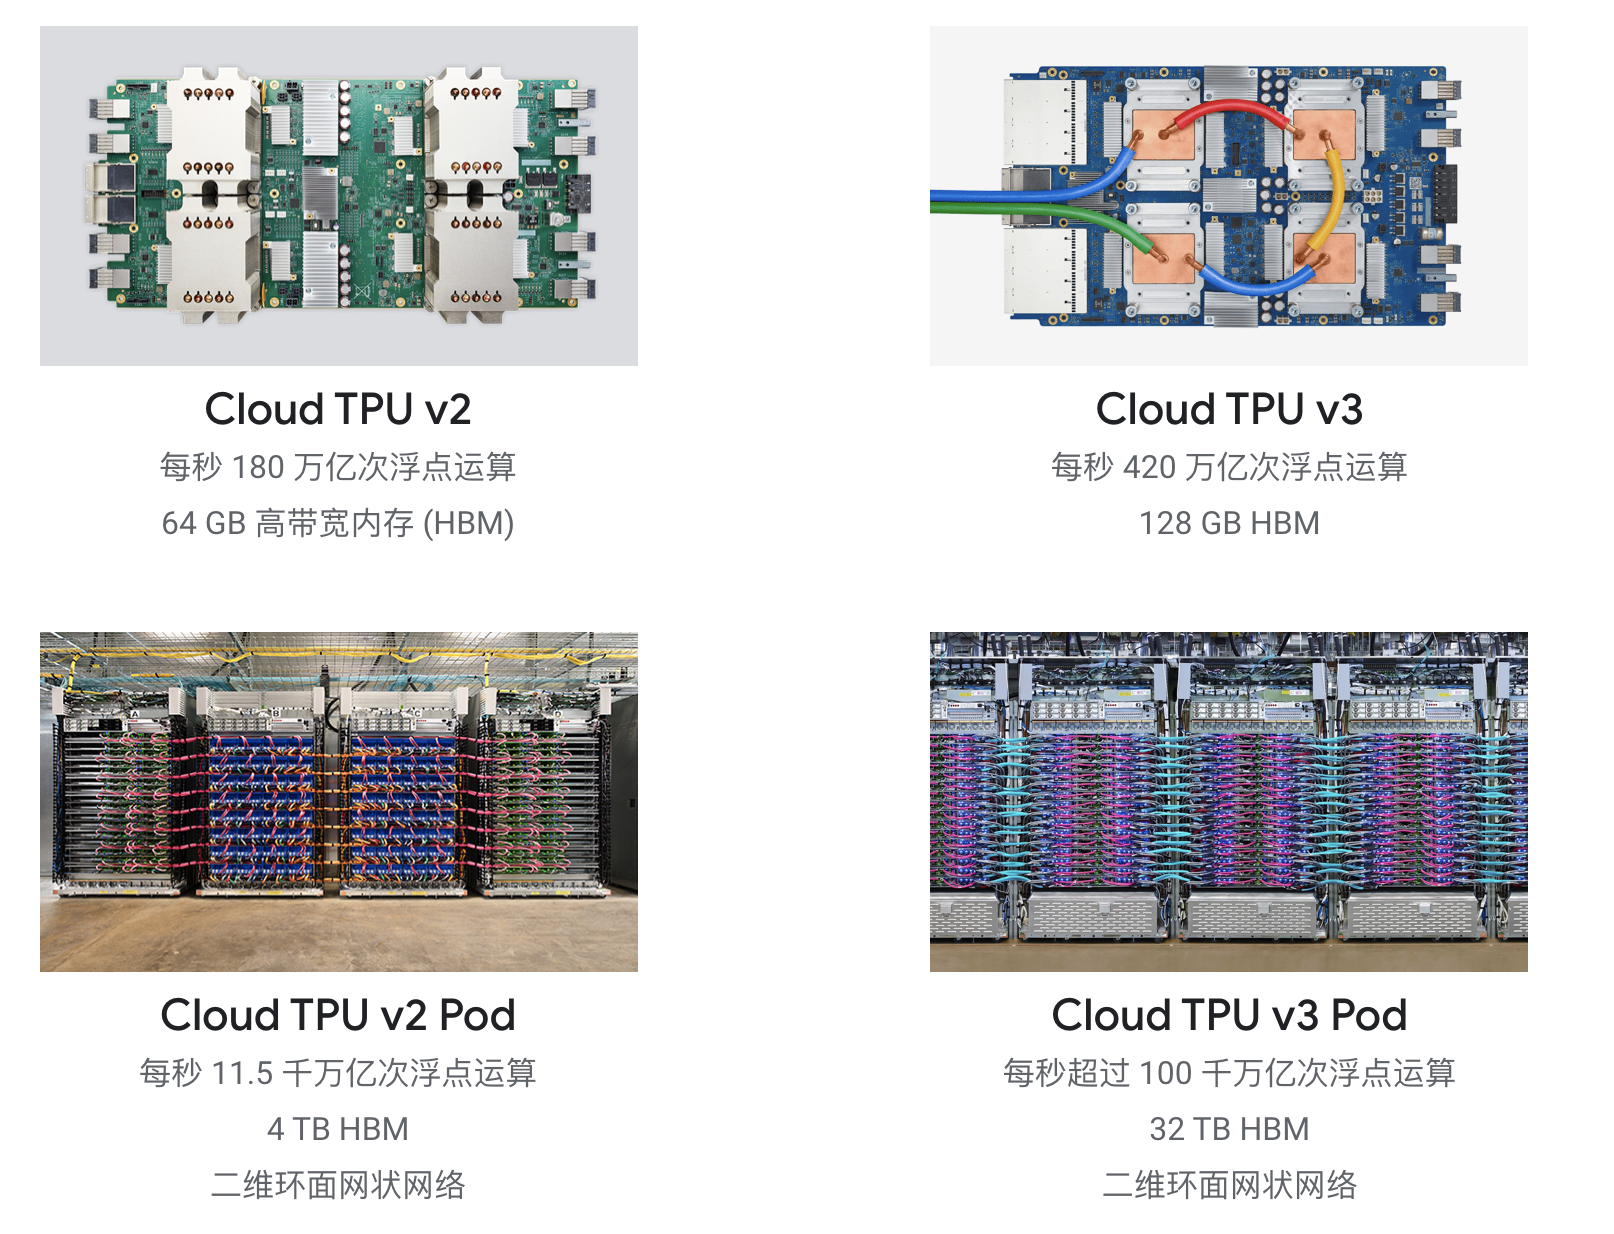 Cloud TPU v2
每秒 180 万亿次浮点运算
64 GB 高带宽内存 (HBM)
Cloud TPU v3
每秒 420 万亿次浮点运算
128 GB HBM
A
B
C
Cloud TPU v2 Pod
每秒 11.5 千万亿次浮点运算
4 TB HBM
二维环面网状网络
Cloud TPU v3 Pod
每秒超过 100 千万亿次浮点运算
32 TB HBM
二维环面网状网络